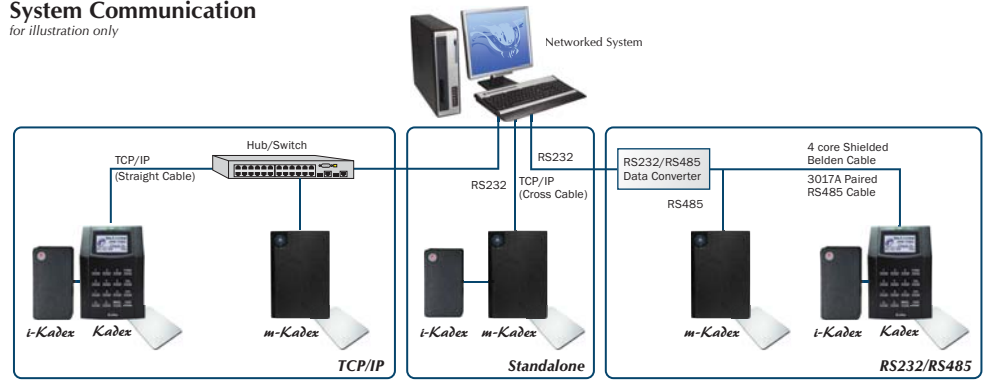 System Communication
for illustration only
Networked System
Hub/Switch
TCP/IP
(Straight Cable)
i-Kadex
Kadex
m-Kadex
TCP/IP
RS232
TCP/IP
(Cross Cable)
i-Kadex
m-Kadex
Standalone
RS232
RS232/RS485
Data Converter
RS485
4 core Shielded
Belden Cable
3017A Paired
RS485 Cable
m-Kadex
i-Kadex
Kadex
RS232/RS485